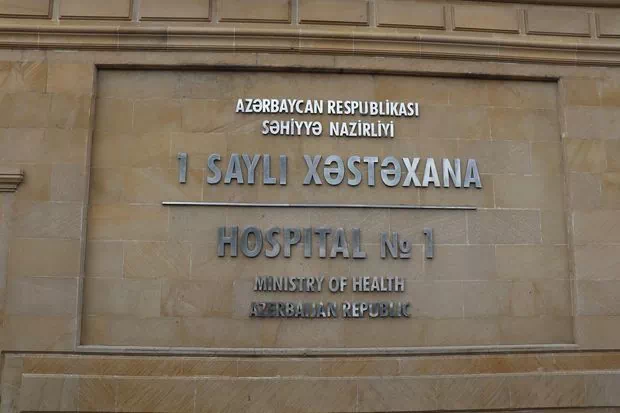 AZƏRBAYCAN RESPUBLİKASI
SƏHİYYƏ NAZİRLİYİ
1 SAYLI XƏSTƏXANA
HOSPITAL № 1
MINISTRY OF HEALTH
AZERBAIJAN REPUBLIC